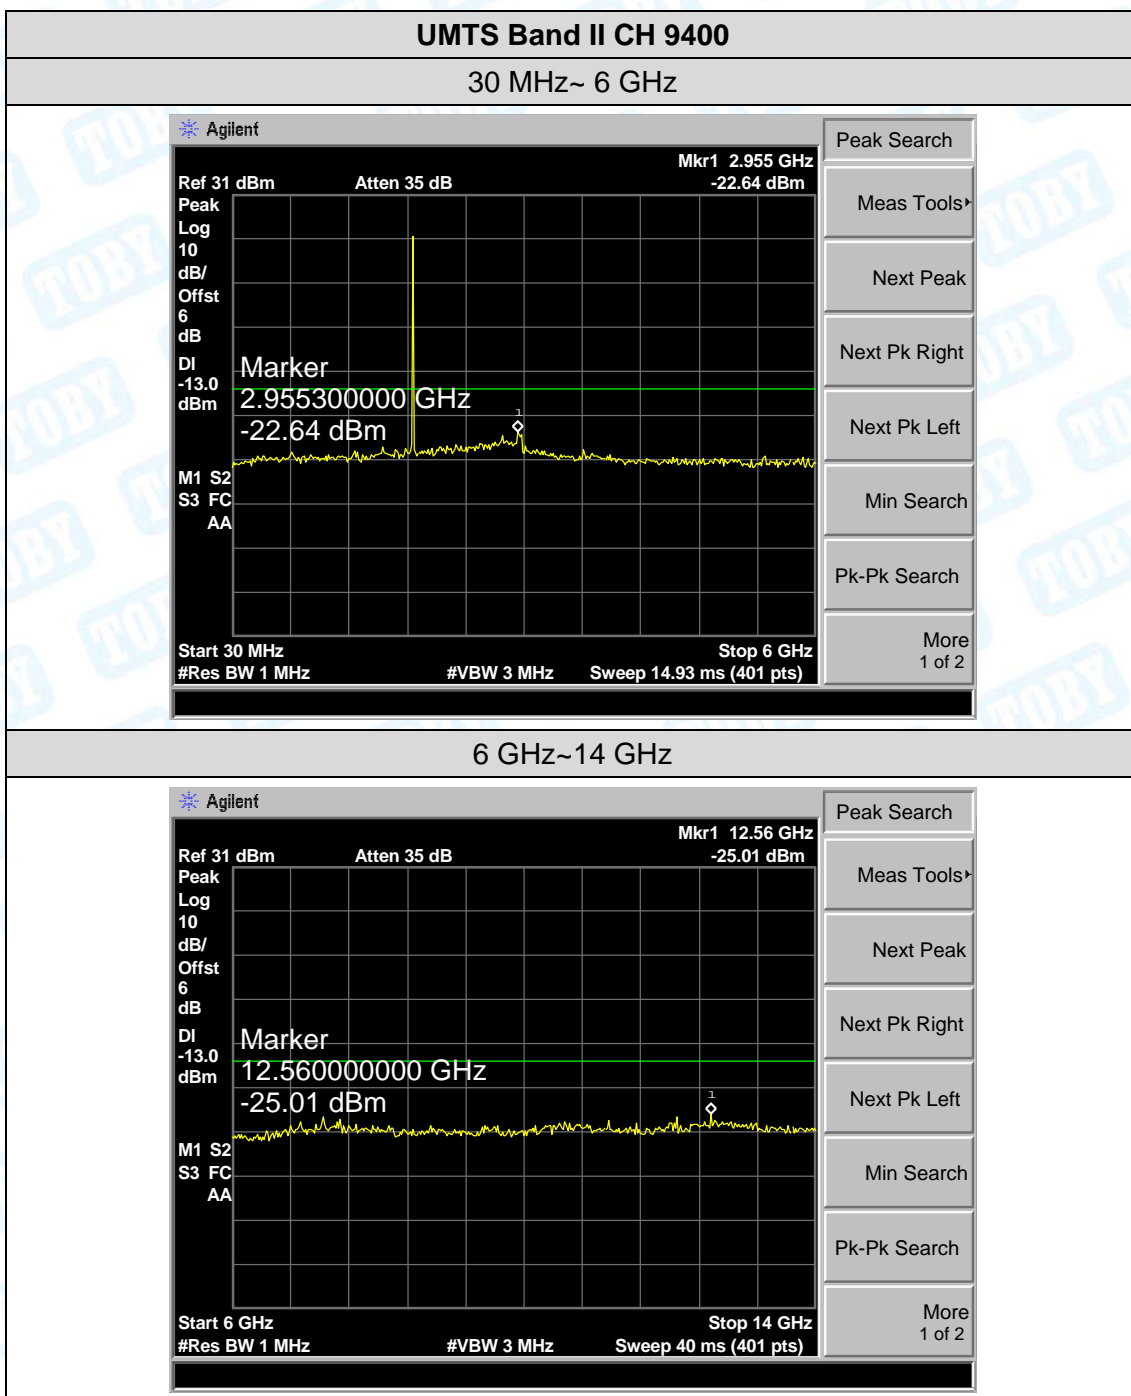 UMTS Band II CH 9400
30 MHz~ 6 GHz
Agilent
Peak Search
Mkr1 2.955 GHz
Ref 31 dBm Atten 35 dB -22.64 dBm
Peak
Log
10
dB/
Offst
6
dB
DI
-13.0
dBm
Marker
2.955300000 GHz
-22.64 dBm
1
M1 S2
S3 FC
AA
Start 30 MHz Stop 6 GHz
#Res BW 1 MHz #VBW 3 MHz Sweep 14.93 ms (401 pts)
Meas Tools
Next Peak
Next Pk Right
Next Pk Left
Min Search
Pk-Pk Search
More
1 of 2
6 GHz~14 GHz
Agilent
Peak Search
Mkr1 12.56 GHz
Ref 31 dBm Atten 35 dB -25.01 dBm
Peak
Log
10
dB/
Offst
6
dB
DI
-13.0
dBm
Marker
12.560000000 GHz
-25.01 dBm
1
M1 S2
S3 FC
AA
Start 6 GHz Stop 14 GHz
#Res BW 1 MHz #VBW 3 MHz Sweep 40 ms (401 pts)
Meas Tools
Next Peak
Next Pk Right
Next Pk Left
Min Search
Pk-Pk Search
More
1 of 2
TOBY